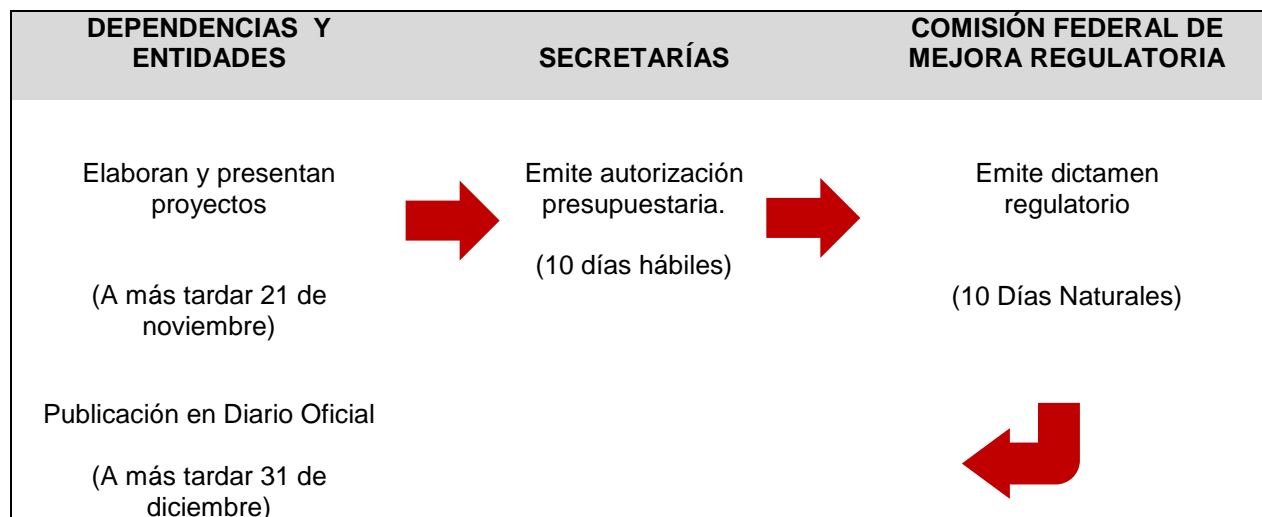 DEPENDENCIAS Y
ENTIDADES
SECRETARÍAS
COMISIÓN FEDERAL DE
MEJORA REGULATORIA
Elaboran y presentan
proyectos
(A más tardar 21 de
noviembre)
Emite autorización
presupuestaria.
(10 días hábiles)
Emite dictamen
regulatorio
(10 Días Naturales)
Publicación en Diario Oficial
(A más tardar 31 de
diciembre)